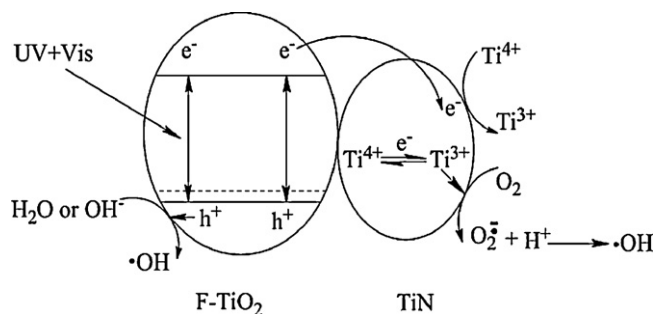 UV+Vis
e⁻ e⁻
Ti⁴⁺
e⁻
Ti³⁺
e⁻
Ti⁴⁺ Ti³⁺
O₂
H₂O or OH⁻
h⁺ h⁺
O₂•⁻ + H⁺ → •OH
•OH
F-TiO₂ TiN